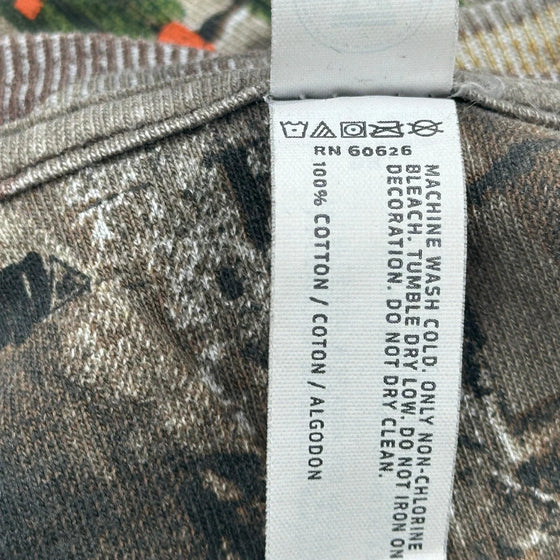 RN 60626
MACHINE WASH COLD. ONLY NON-CHLORINE
BLEACH. TUMBLE DRY LOW. DO NOT IRON ON
DECORATION. DO NOT DRY CLEAN.
100% COTTON / COTON / ALGODON